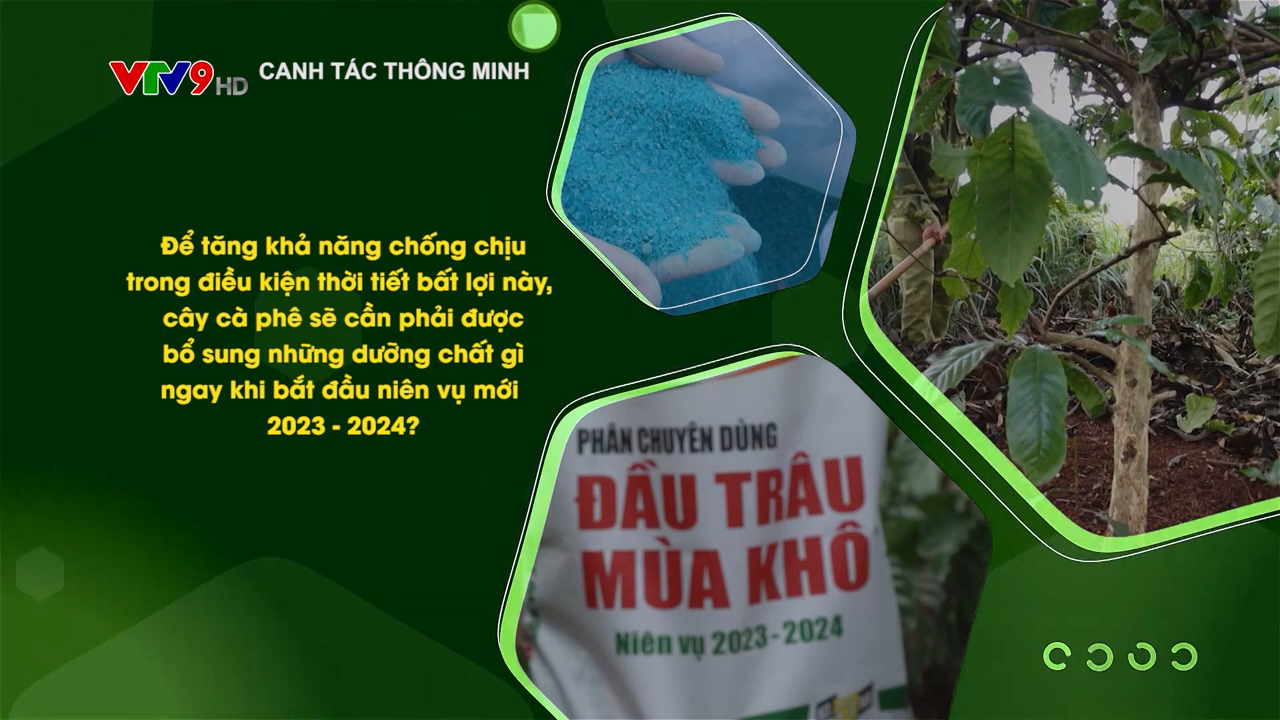 VTV9 HD CANH TÁC THÔNG MINH
Để tăng khả năng chống chịu
trong điều kiện thời tiết bất lợi này,
cây cà phê sẽ cần phải được
bổ sung những dưỡng chất gì
ngay khi bắt đầu niên vụ mới
2023 - 2024?
PHÂN CHUYÊN DÙNG
ĐẦU TRÂU
MÙA KHÔ
Niên vụ 2023-2024